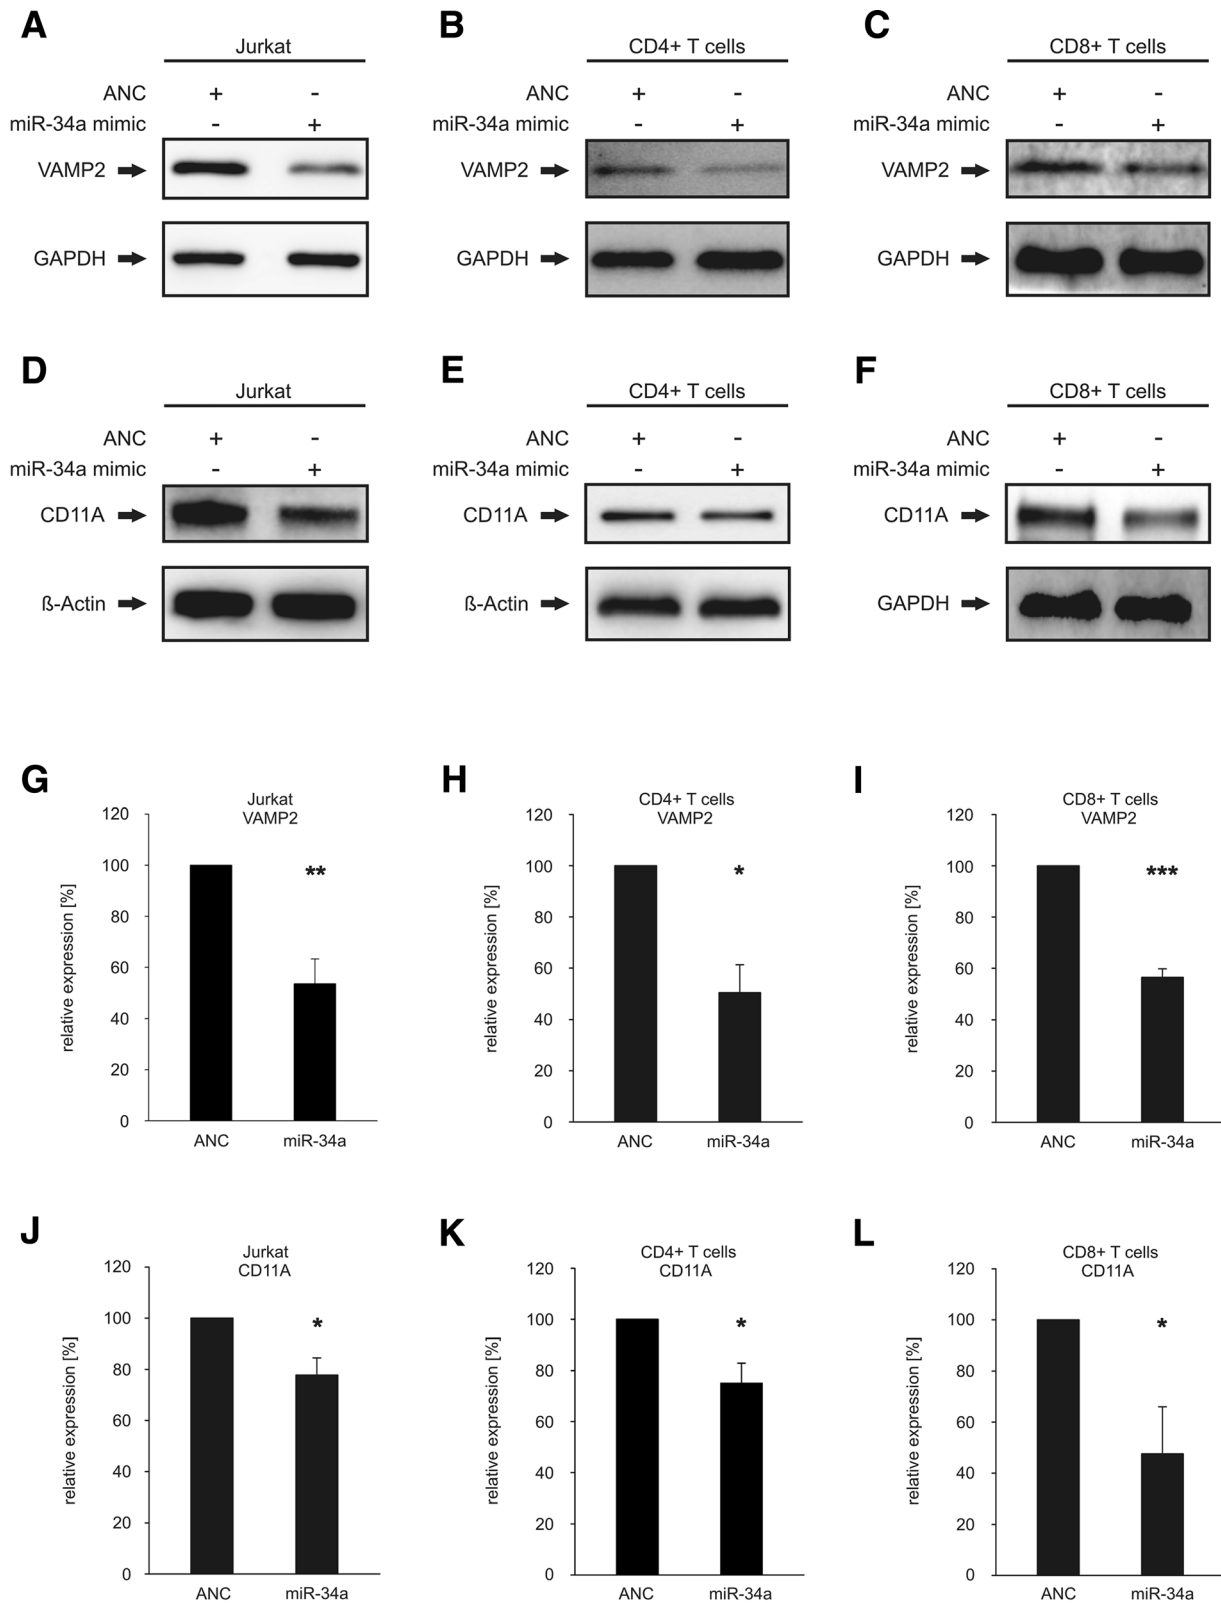 A
Jurkat
ANC + -
miR-34a mimic - +
VAMP2
GAPDH
B
CD4+ T cells
ANC + -
miR-34a mimic - +
VAMP2
GAPDH
C
CD8+ T cells
ANC + -
miR-34a mimic - +
VAMP2
GAPDH
D
Jurkat
ANC + -
miR-34a mimic - +
CD11A
ß-Actin
E
CD4+ T cells
ANC + -
miR-34a mimic - +
CD11A
ß-Actin
F
CD8+ T cells
ANC + -
miR-34a mimic - +
CD11A
GAPDH
G
Jurkat
VAMP2
relative expression [%]
120
100
80
60
40
20
0
**
ANC miR-34a
H
CD4+ T cells
VAMP2
relative expression [%]
120
100
80
60
40
20
0
*
ANC miR-34a
I
CD8+ T cells
VAMP2
relative expression [%]
120
100
80
60
40
20
0
***
ANC miR-34a
J
Jurkat
CD11A
relative expression [%]
120
100
80
60
40
20
0
*
ANC miR-34a
K
CD4+ T cells
CD11A
relative expression [%]
120
100
80
60
40
20
0
*
ANC miR-34a
L
CD8+ T cells
CD11A
relative expression [%]
120
100
80
60
40
20
0
*
ANC miR-34a